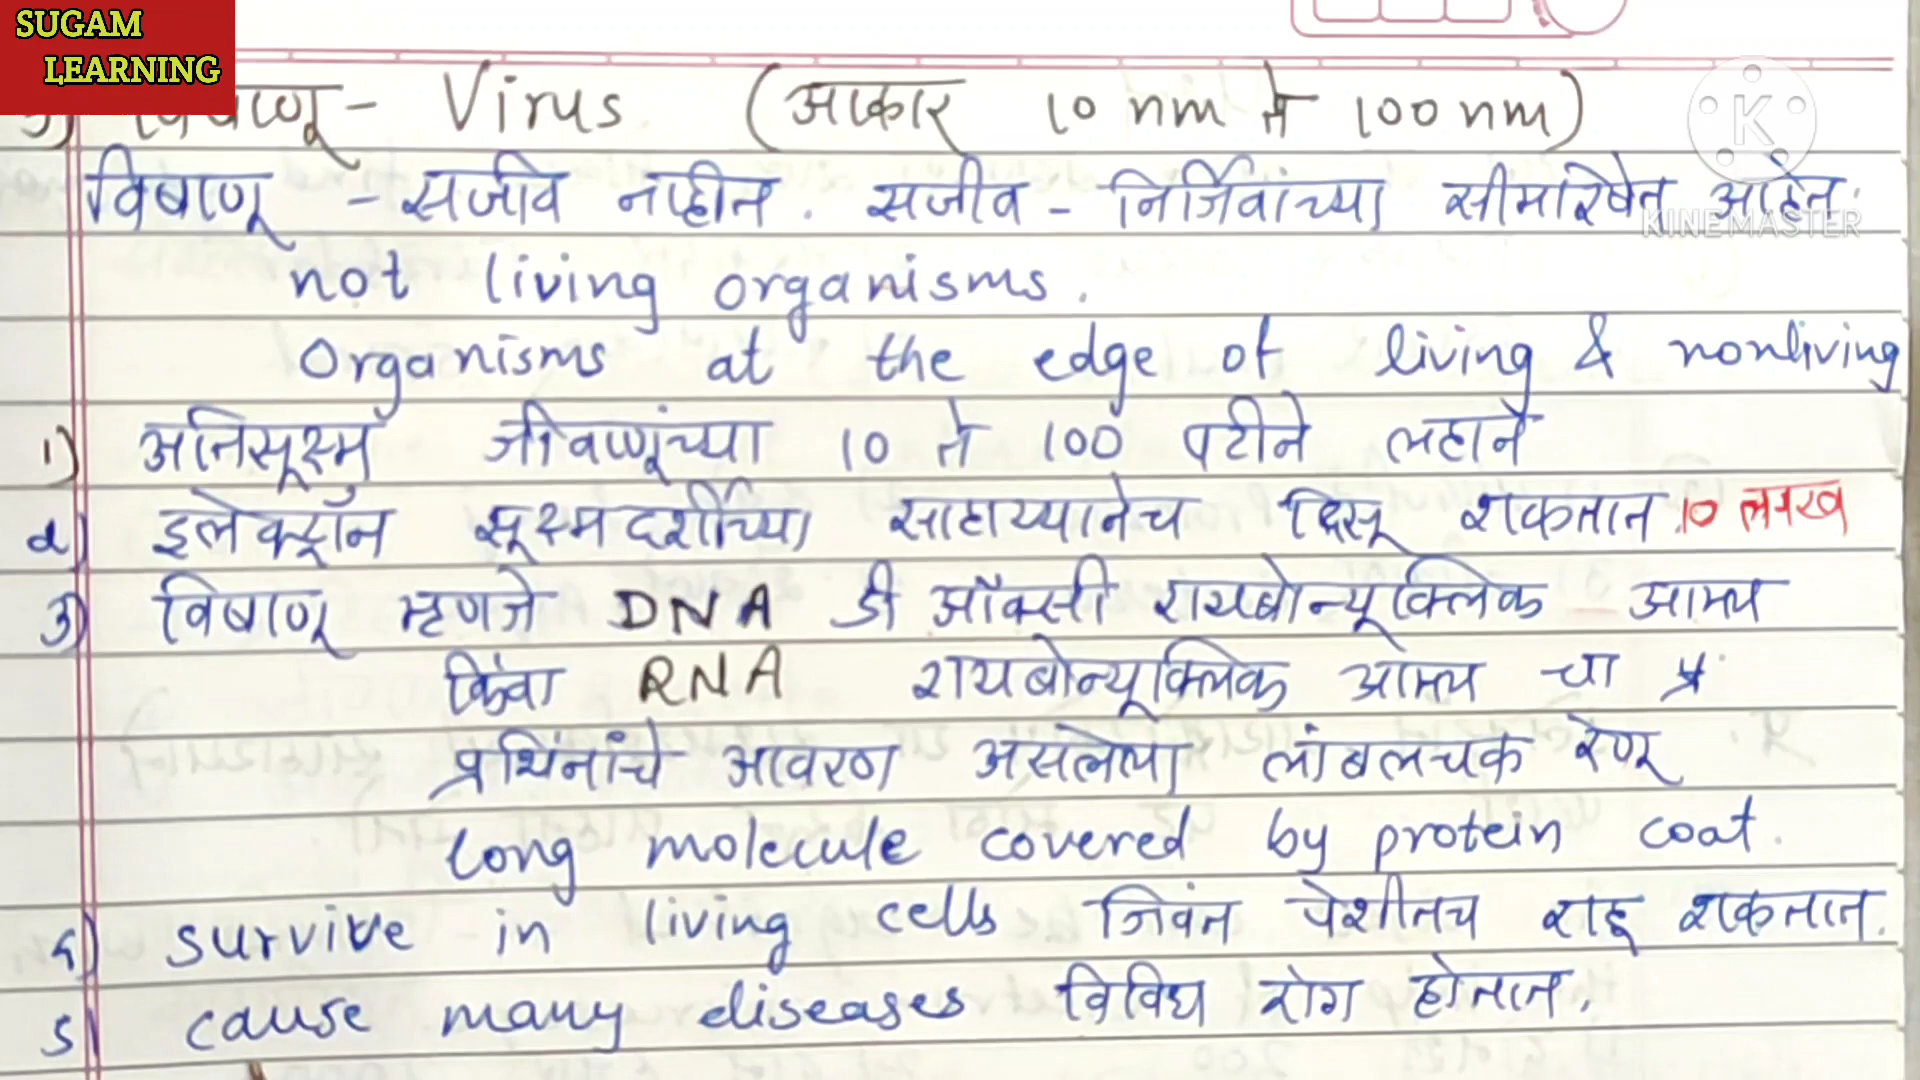 SUGAM
LEARNING
विषाणू - Virus (आकार 10 nm ते 100 nm)
विषाणू - सजीव नाहीत. सजीव - निर्जिवांच्या सीमारेषेत आहेत.
KINEMASTER
not living organisms.
Organisms at the edge of living & nonliving
1) अतिसूक्ष्म जीवाणूंच्या 10 ते 100 पटीने लहान
2) इलेक्ट्रॉन सूक्ष्मदर्शीच्या साहाय्यानेच दिसू शकतात. 10 लाख
3) विषाणू म्हणजे DNA डी ऑक्सी रायबोन्यूक्लिक आम्ल
किंवा RNA रायबोन्यूक्लिक आम्ल चा प्र
प्रथिनांचे आवरण असलेला लांबलचक रेणू
long molecule covered by protein coat.
4) survive in living cells जिवंत पेशीतच राहू शकतात.
5) cause many diseases विविध रोग होतात.